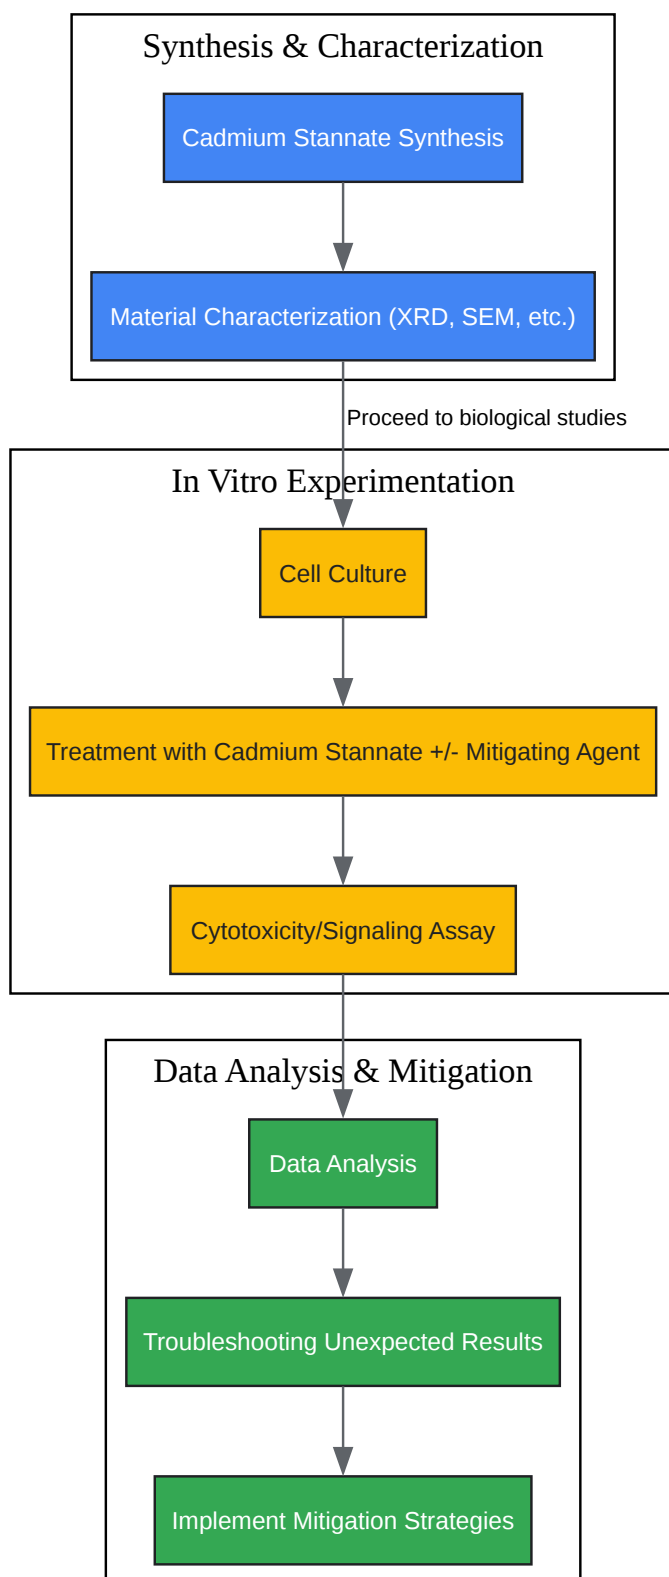 Synthesis & Characterization
Cadmium Stannate Synthesis
Material Characterization (XRD, SEM, etc.)
Proceed to biological studies
In Vitro Experimentation
Cell Culture
Treatment with Cadmium Stannate +/- Mitigating Agent
Cytotoxicity/Signaling Assay
Data Analysis & Mitigation
Data Analysis
Troubleshooting Unexpected Results
Implement Mitigation Strategies